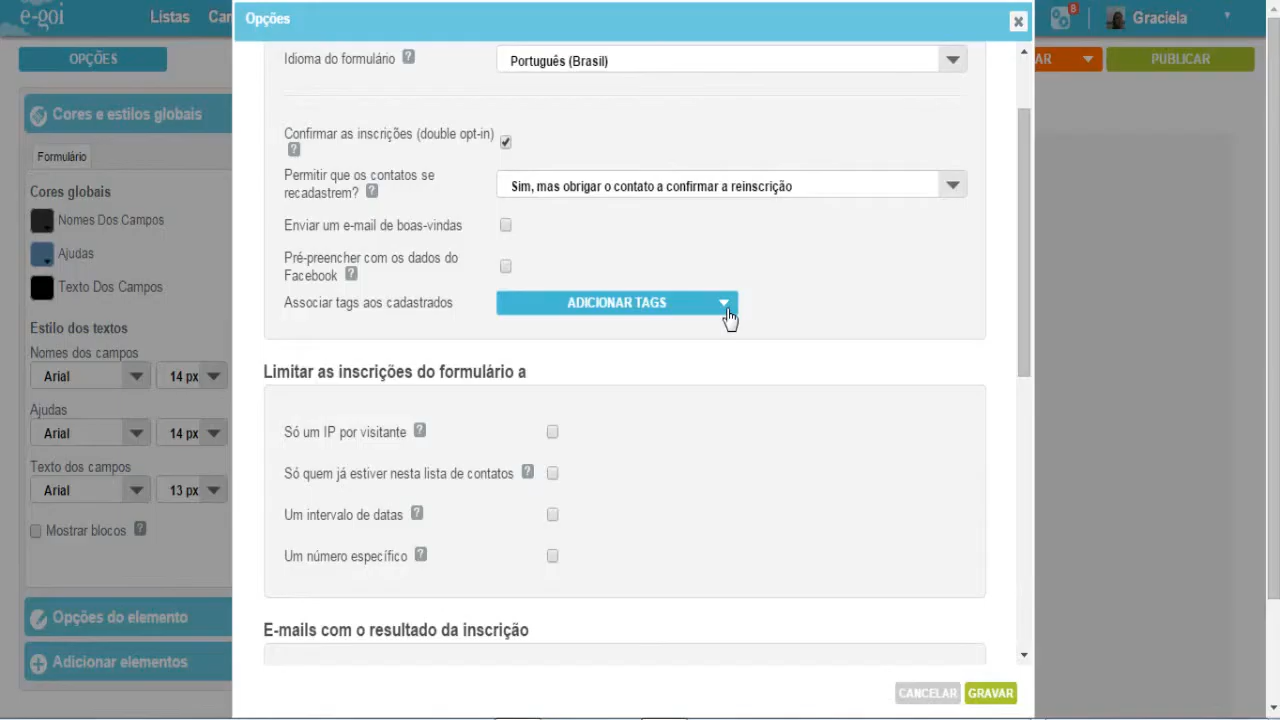 e-goi
Listas
Opções
8
Graciela
OPÇÕES
Idioma do formulário ?
Português (Brasil)
AR
PUBLICAR
Cores e estilos globais
Confirmar as inscrições (double opt-in)
?
Formulário
Permitir que os contatos se
recadastrem? ?
Sim, mas obrigar o contato a confirmar a reinscrição
Cores globais
Nomes Dos Campos
Enviar um e-mail de boas-vindas
Ajudas
Pré-preencher com os dados do
Facebook ?
Texto Dos Campos
Associar tags aos cadastrados
ADICIONAR TAGS
Estilo dos textos
Nomes dos campos
Arial
14 px
Limitar as inscrições do formulário a
Ajudas
Arial
14 px
Só um IP por visitante ?
Texto dos campos
Arial
13 px
Só quem já estiver nesta lista de contatos ?
Um intervalo de datas ?
Mostrar blocos ?
Um número específico ?
Opções do elemento
E-mails com o resultado da inscrição
Adicionar elementos
CANCELAR
GRAVAR